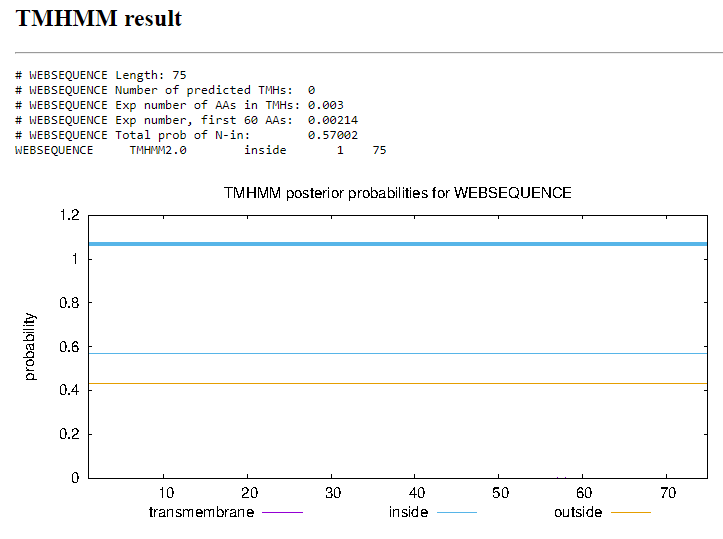 TMHMM result
# WEBSEQUENCE Length: 75
# WEBSEQUENCE Number of predicted TMHs:  0
# WEBSEQUENCE Exp number of AAs in TMHs: 0.003
# WEBSEQUENCE Exp number, first 60 AAs:  0.00214
# WEBSEQUENCE Total prob of N-in:        0.57002
WEBSEQUENCE     TMHMM2.0        inside       1    75
TMHMM posterior probabilities for WEBSEQUENCE
1.2
1
0.8
0.6
0.4
0.2
0
probability
10 20 30 40 50 60 70
transmembrane inside outside